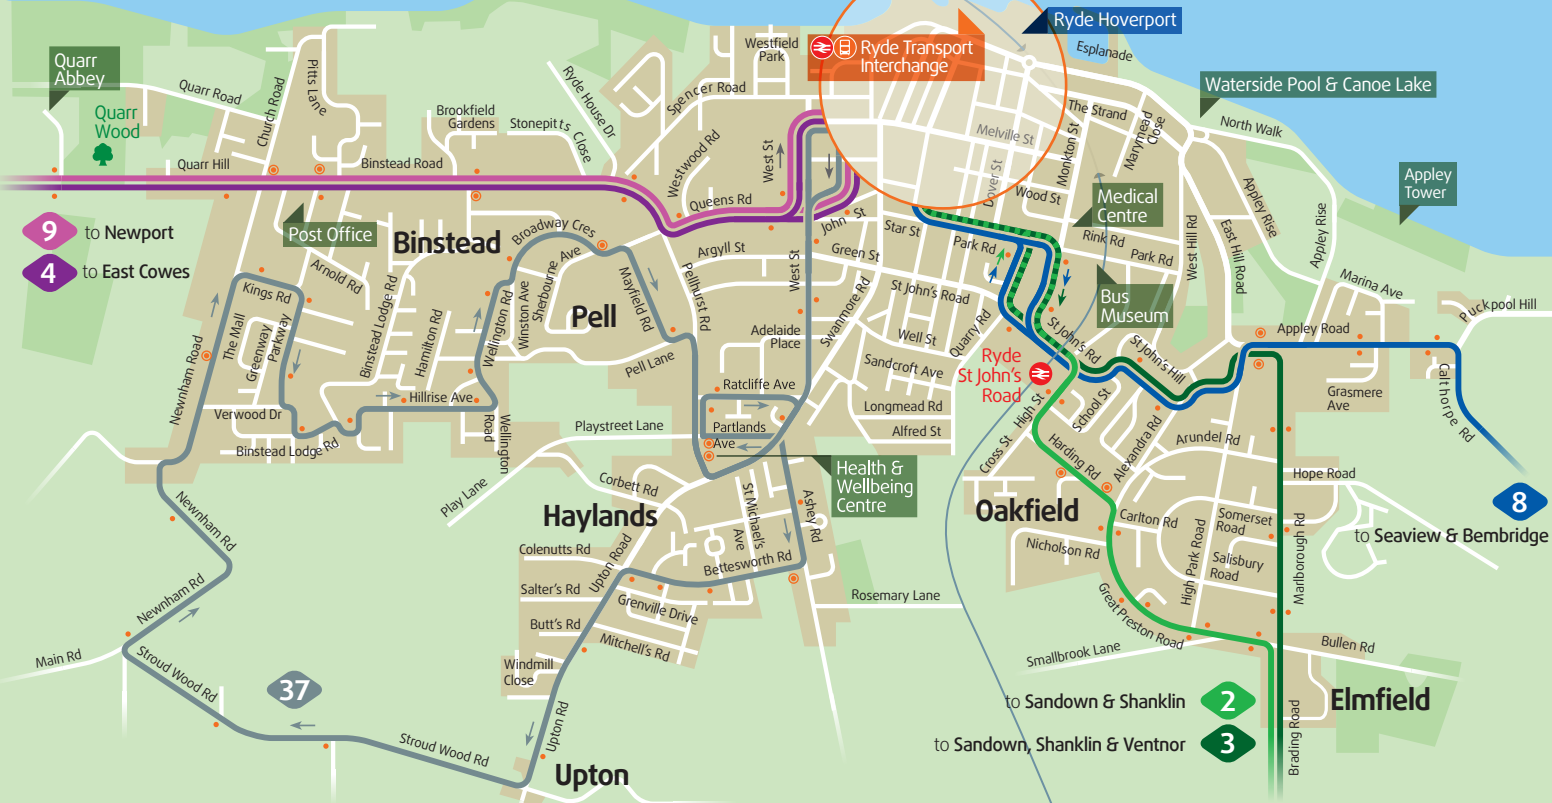 Ryde Hoverport
Ryde Transport
Interchange
Esplanade
Westfield
Park
Quarr
Abbey
Quarr Road
Church Road
Pitts Lane
Ryde House Dr
Spencer Road
Waterside Pool & Canoe Lake
The Strand
North Walk
Quarr
Wood
Brookfield
Gardens
Stonepitts
Close
Westwood Rd
West St
Melville St
Monkton St
Marymead
Close
Quarr Hill
Binstead Road
Queens Rd
Dover St
Wood St
Appley Rise
Appley
Tower
Medical
Centre
9
to Newport
4
to East Cowes
Post Office
Binstead
Broadway Cres
John St
Star St
Park Rd
Rink Rd
Park Rd
West Hill Rd
East Hill Road
Appley Rise
Argyll St
Green St
Arnold Rd
Sherbourne Ave
Mayfield Rd
Pellhurst Rd
West St
Swanmore Rd
St John's Road
Marina Ave
Puckpool Hill
Kings Rd
Binstead Lodge Rd
Hamilton Rd
Wellington Rd
Winston Ave
Pell
Bus
Museum
The Mall
Greenway
Parkway
Newnham Road
Adelaide
Place
Well St
Quarry Rd
St John's Rd
St John's Hill
Appley Road
Pell Lane
Sandcroft Ave
Ryde
St John's
Road
Calthorpe Rd
Ratcliffe Ave
Hillrise Ave
Longmead Rd
High St
School St
Grasmere
Ave
Verwood Dr
Wellington
Road
Playstreet Lane
Partlands
Ave
Alfred St
Binstead Lodge Rd
Cross St
Harding Rd
Alexandra Rd
Arundel Rd
Health &
Wellbeing
Centre
Corbett Rd
Play Lane
St Michael's
Ave
Ashey Rd
Hope Road
8
to Seaview & Bembridge
Newnham Rd
Haylands
Oakfield
Carlton Rd
Somerset
Road
Marlborough Rd
Colenutts Rd
Upton Road
Bettesworth Rd
Nicholson Rd
High Park Road
Salisbury
Road
Newnham Rd
Salter's Rd
Grenville Drive
Rosemary Lane
Great Preston Road
Butt's Rd
Mitchell's Rd
Bullen Rd
Main Rd
Smallbrook Lane
Stroud Wood Rd
Windmill
Close
37
to Sandown & Shanklin
2
Elmfield
Upton Rd
Brading Road
Stroud Wood Rd
to Sandown, Shanklin & Ventnor
3
Upton